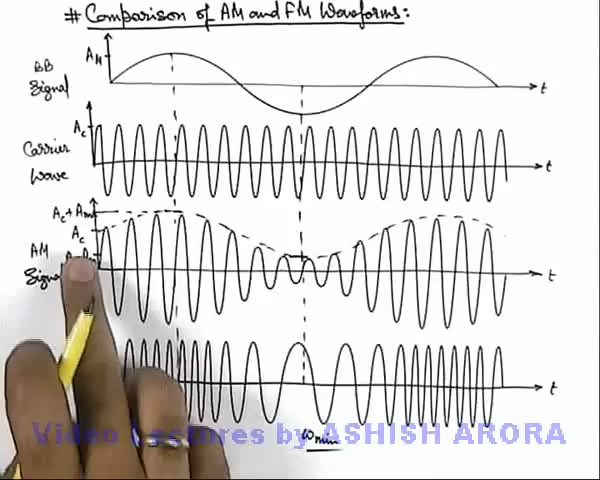 # Comparison of AM and FM Waveforms:
A_M
BB
Signal
t
A_c
Carrier
Wave
t
A_c + A_m
A_c
AM
Signal
t
t
ω_min
Video Lectures by ASHISH ARORA